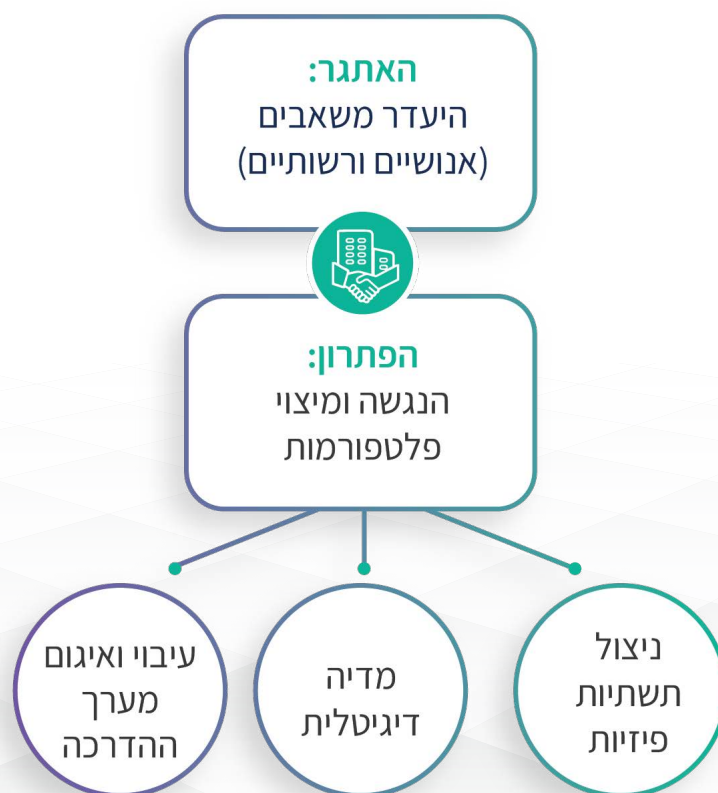 האתגר:
היעדר משאבים
(אנושיים ורשותיים)
הפתרון:
הנגשה ומיצוי
פלטפורמות
ניצול
תשתיות
פיזיות
מדיה
דיגיטלית
עיבוי ואיגום
מערך
ההדרכה